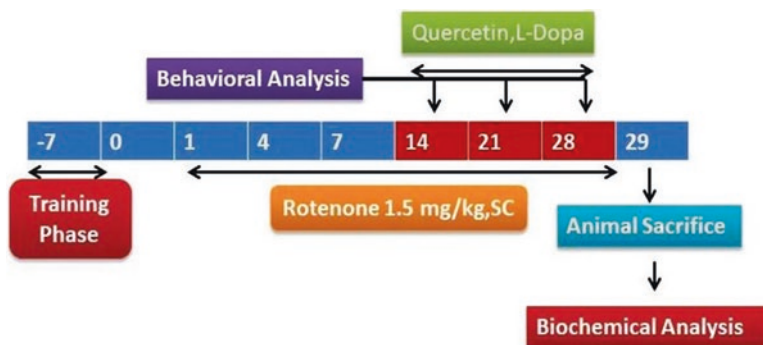 Quercetin,L-Dopa
Behavioral Analysis
-7 0 1 4 7 14 21 28 29
Training
Phase
Rotenone 1.5 mg/kg,SC
Animal Sacrifice
Biochemical Analysis